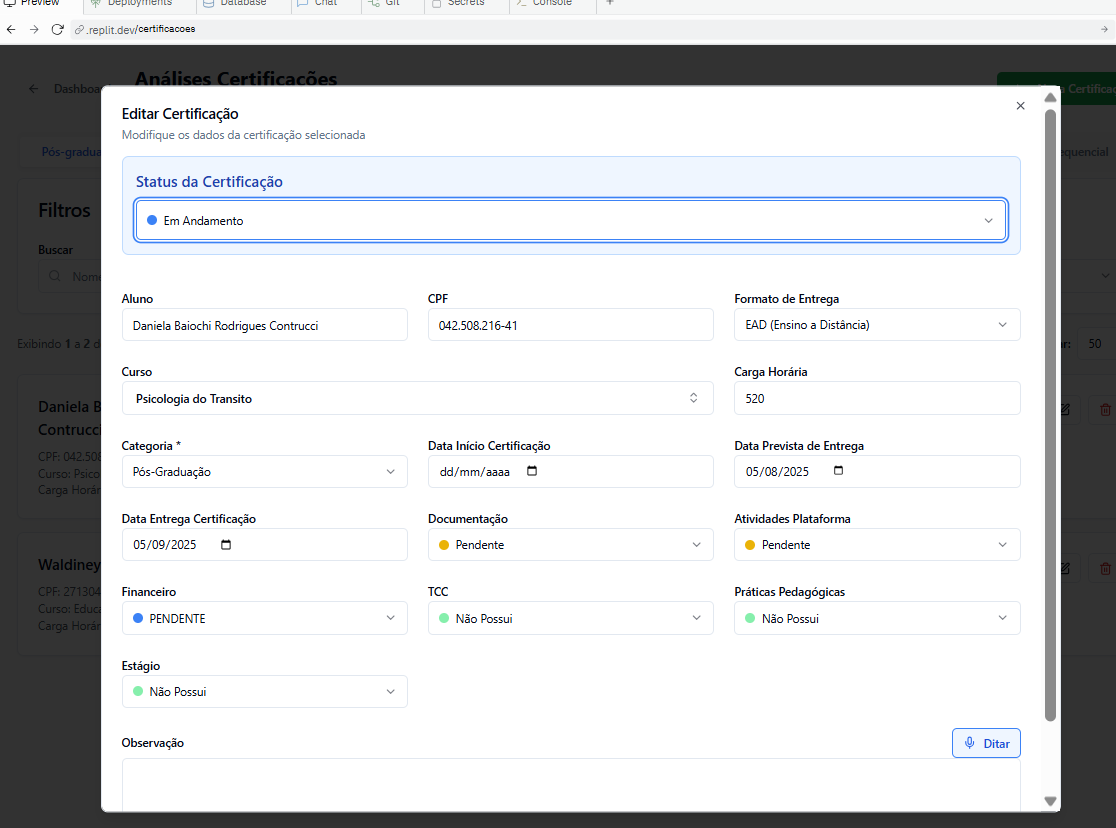 Preview Deployments Database Chat Git Secrets Console +
.replit.dev/certificacoes
Análises Certificações
Dashboa
Certificaç
Editar Certificação
Modifique os dados da certificação selecionada
Pós-gradua
equencial
Status da Certificação
Em Andamento
Filtros
Buscar
Nome
Exibindo 1 a 2 d
r: 50
Aluno CPF Formato de Entrega
Daniela Baiochi Rodrigues Contrucci 042.508.216-41 EAD (Ensino a Distância)
Curso Carga Horária
Psicologia do Transito 520
Categoria * Data Início Certificação Data Prevista de Entrega
Pós-Graduação dd/mm/aaaa 05/08/2025
Data Entrega Certificação Documentação Atividades Plataforma
05/09/2025 Pendente Pendente
Financeiro TCC Práticas Pedagógicas
PENDENTE Não Possui Não Possui
Estágio
Não Possui
Observação Ditar
Daniela B
Contrucci
CPF: 042.508
Curso: Psico
Carga Horár
Waldiney
CPF: 271304
Curso: Educa
Carga Horár